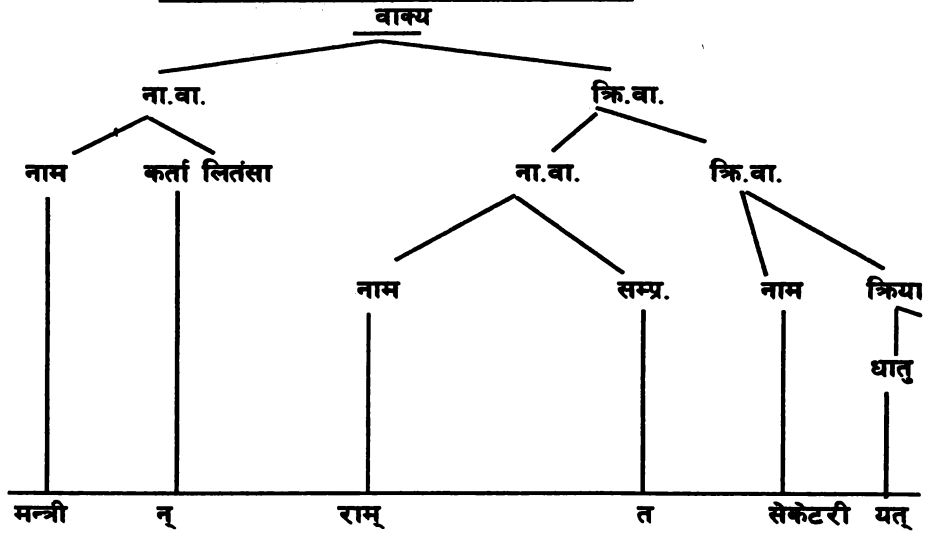 वाक्य
ना.वा. क्रि.वा.
नाम कर्ता लितंसा ना.वा. क्रि.वा.
नाम सम्प्र. नाम क्रिया
धातु
मन्त्री न् राम् त सेकेटरी यत्